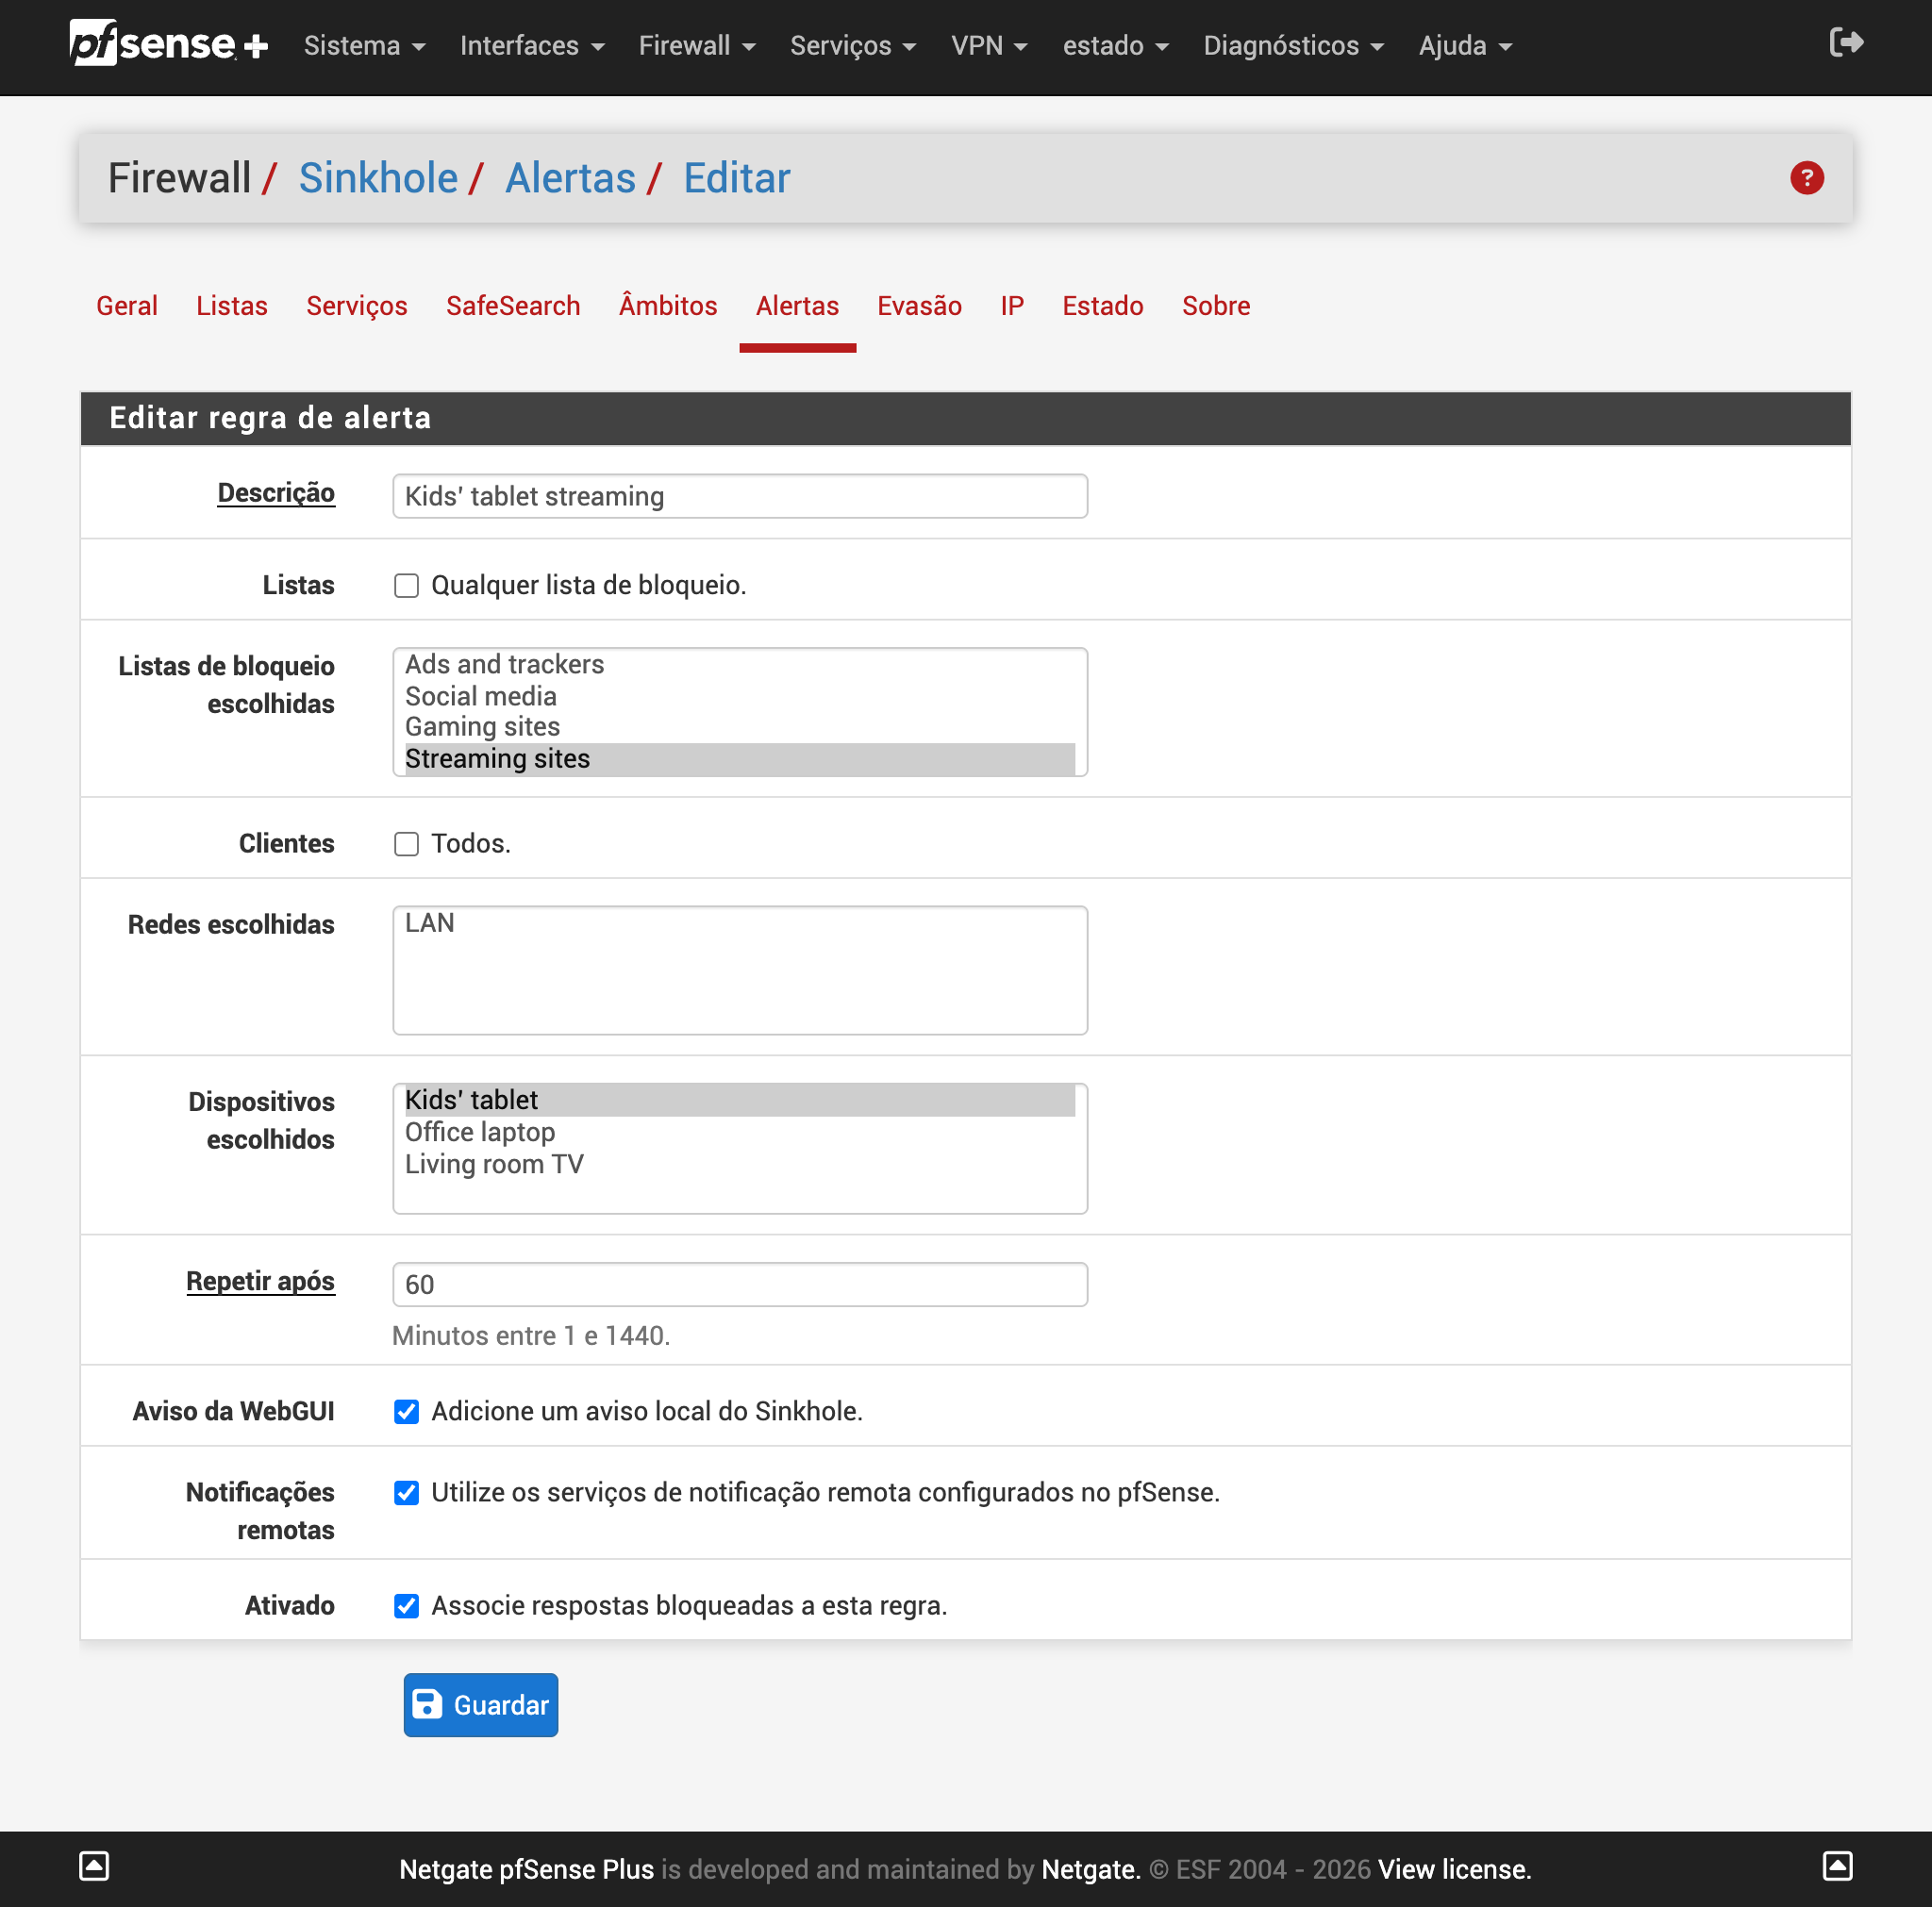 pfsense+ Sistema Interfaces Firewall Serviços VPN estado Diagnósticos Ajuda
Firewall / Sinkhole / Alertas / Editar ?
Geral Listas Serviços SafeSearch Âmbitos Alertas Evasão IP Estado Sobre
Editar regra de alerta
Descrição Kids' tablet streaming
Listas Qualquer lista de bloqueio.
Listas de bloqueio
escolhidas
Ads and trackers
Social media
Gaming sites
Streaming sites
Clientes Todos.
Redes escolhidas LAN
Dispositivos
escolhidos
Kids' tablet
Office laptop
Living room TV
Repetir após 60
Minutos entre 1 e 1440.
Aviso da WebGUI Adicione um aviso local do Sinkhole.
Notificações
remotas
Utilize os serviços de notificação remota configurados no pfSense.
Ativado Associe respostas bloqueadas a esta regra.
Guardar
Netgate pfSense Plus is developed and maintained by Netgate. © ESF 2004 - 2026 View license.